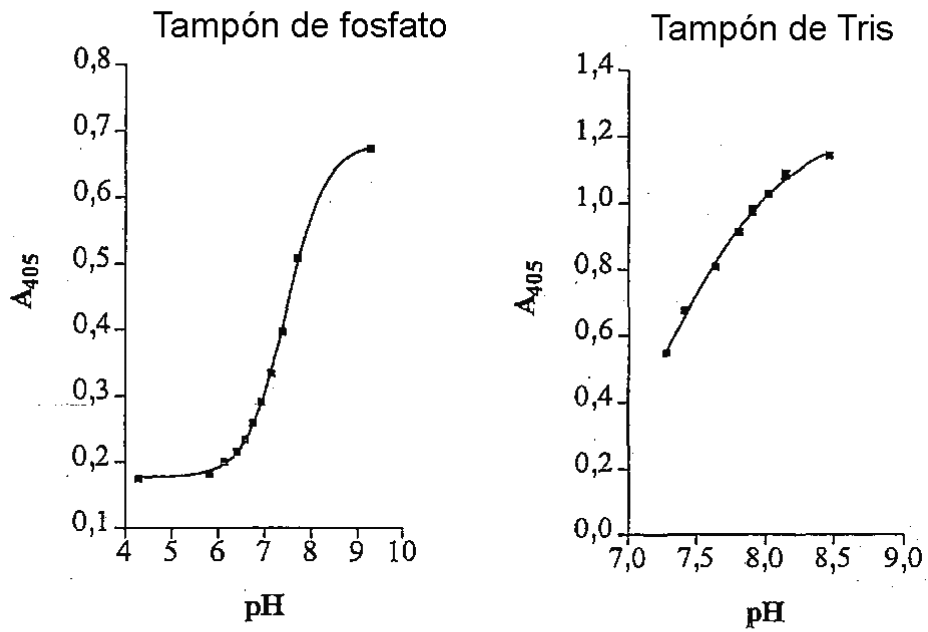 Tampón de fosfato
0,8
0,7
0,6
0,5
0,4
0,3
0,2
0,1
A405
4 5 6 7 8 9 10
pH
Tampón de Tris
1,4
1,2
1,0
0,8
0,6
0,4
0,2
0,0
A405
7,0 7,5 8,0 8,5 9,0
pH